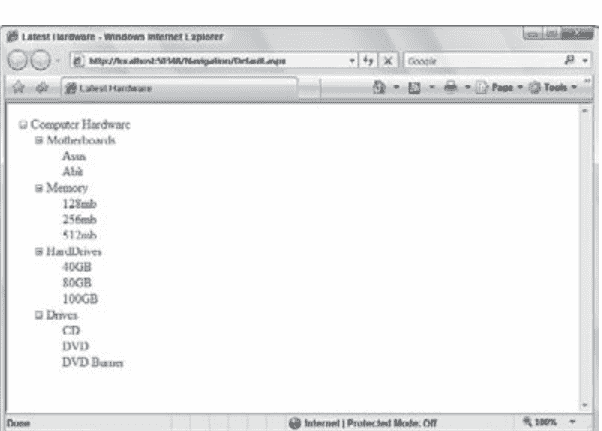 Latest Hardware - Windows Internet Explorer
http://localhost:50348/Navigation/Default.aspx
Google
Latest Hardware
Page
Tools
Computer Hardware
Motherboards
Asus
Abit
Memory
128mb
256mb
512mb
HardDrives
40GB
80GB
100GB
Drives
CD
DVD
DVD Burner
Done
Internet | Protected Mode: Off
100%